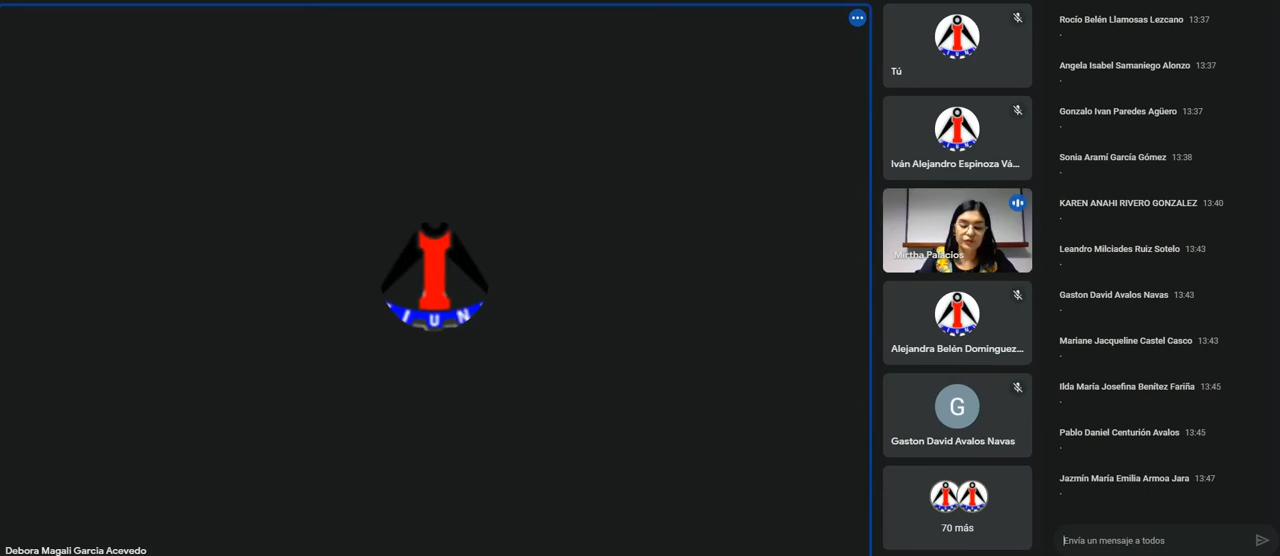 I U N
Debora Magali Garcia Acevedo
Tú
Iván Alejandro Espinoza Vá...
Mirtha Palacios
Alejandra Belén Dominguez...
G
Gaston David Avalos Navas
70 más
Rocío Belén Llamosas Lezcano 13:37
.
Angela Isabel Samaniego Alonzo 13:37
.
Gonzalo Ivan Paredes Agüero 13:37
.
Sonia Aramí García Gómez 13:38
.
KAREN ANAHI RIVERO GONZALEZ 13:40
.
Leandro Milciades Ruiz Sotelo 13:43
.
Gaston David Avalos Navas 13:43
.
Mariane Jacqueline Castel Casco 13:43
.
Ilda María Josefina Benítez Fariña 13:45
.
Pablo Daniel Centurión Avalos 13:45
.
Jazmín María Emilia Armoa Jara 13:47
.
Envía un mensaje a todos